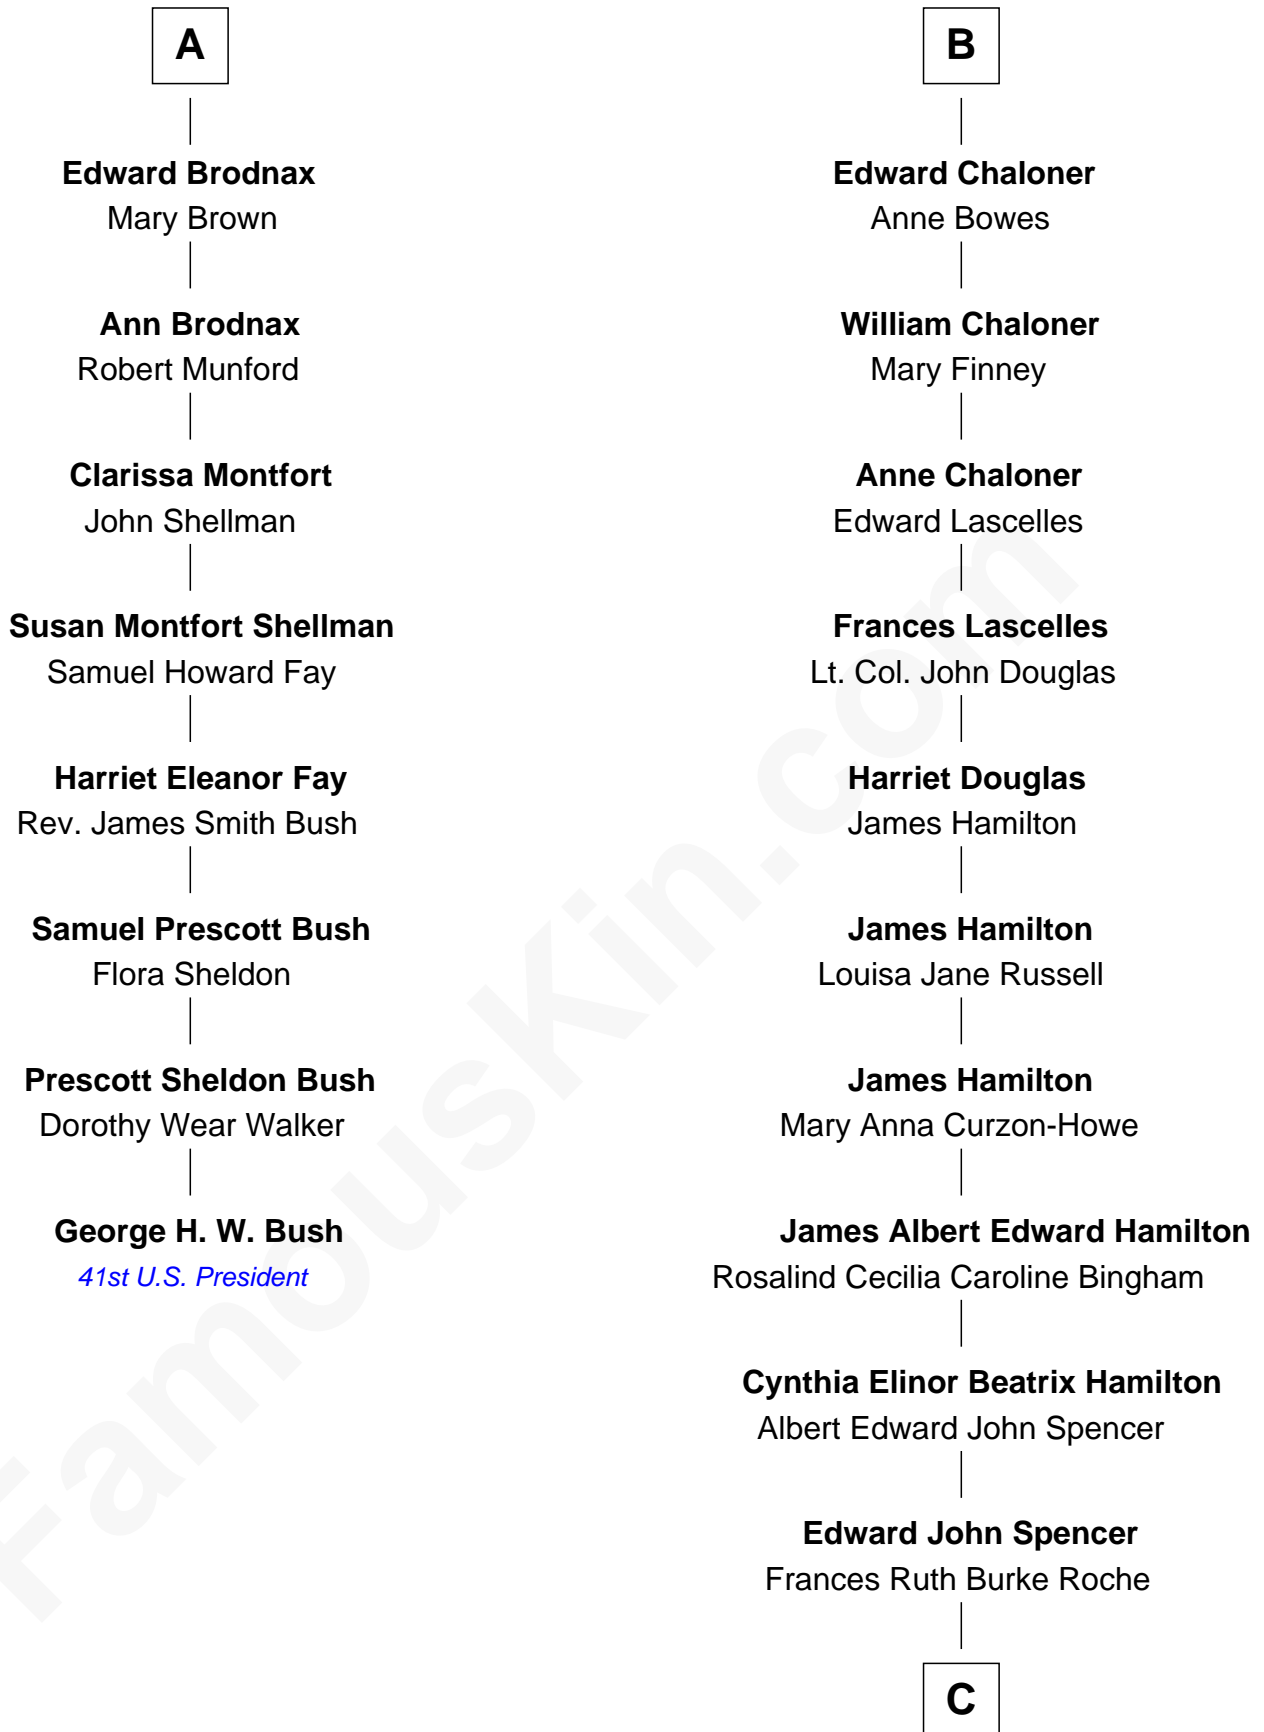 A
Edward Brodnax
Mary Brown
Ann Brodnax
Robert Munford
Clarissa Montfort
John Shellman
Susan Montfort Shellman
Samuel Howard Fay
Harriet Eleanor Fay
Rev. James Smith Bush
Samuel Prescott Bush
Flora Sheldon
Prescott Sheldon Bush
Dorothy Wear Walker
George H. W. Bush
41st U.S. President
B
Edward Chaloner
Anne Bowes
William Chaloner
Mary Finney
Anne Chaloner
Edward Lascelles
Frances Lascelles
Lt. Col. John Douglas
Harriet Douglas
James Hamilton
James Hamilton
Louisa Jane Russell
James Hamilton
Mary Anna Curzon-Howe
James Albert Edward Hamilton
Rosalind Cecilia Caroline Bingham
Cynthia Elinor Beatrix Hamilton
Albert Edward John Spencer
Edward John Spencer
Frances Ruth Burke Roche
C
FamousKin.com